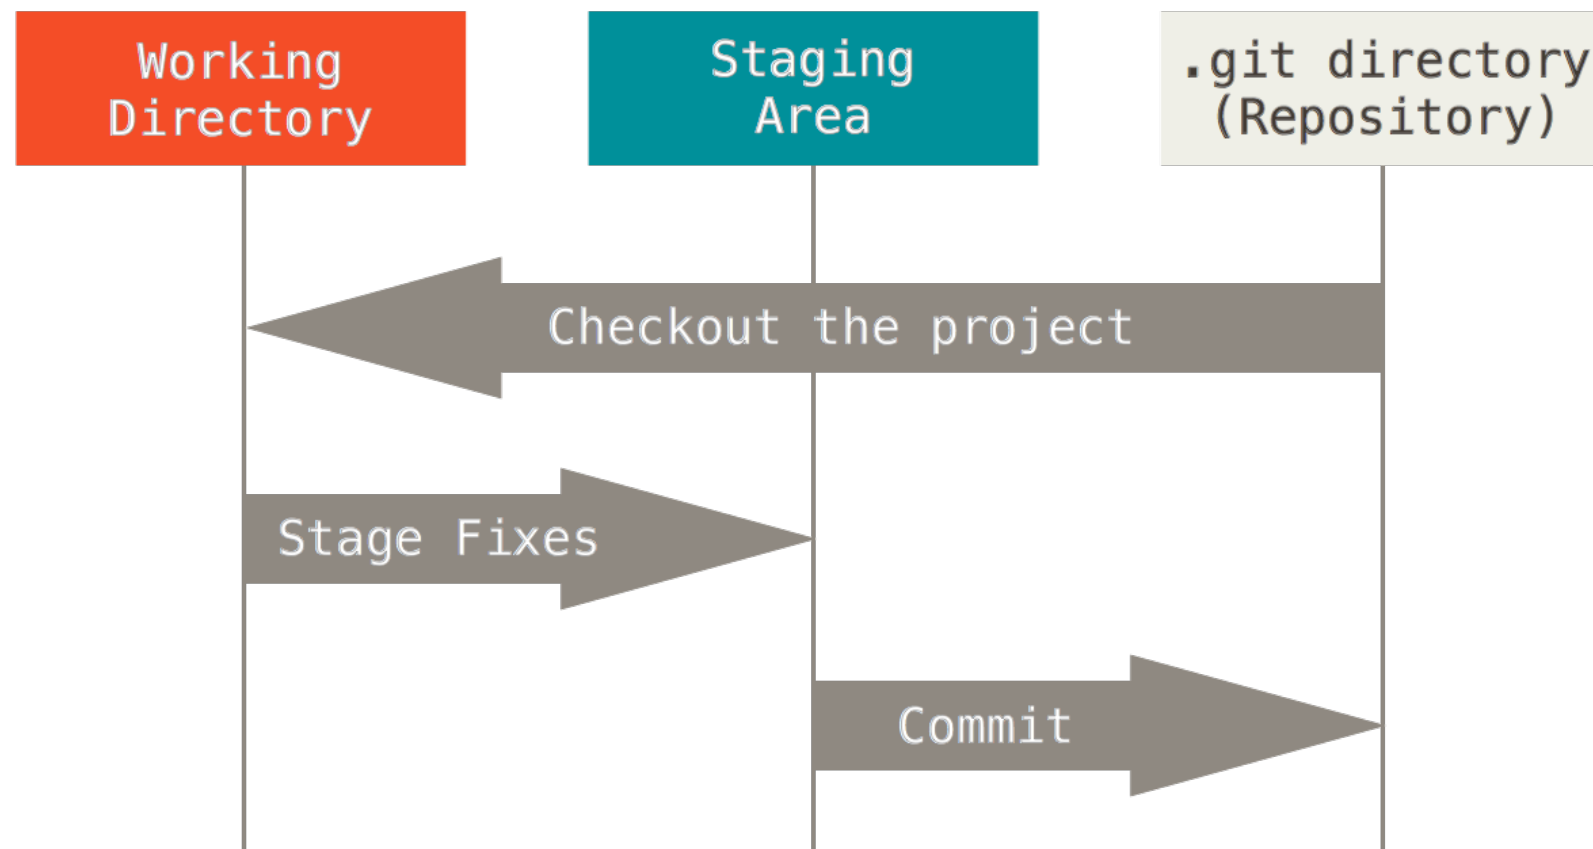 Working
Directory
Staging
Area
.git directory
(Repository)
Checkout the project
Stage Fixes
Commit